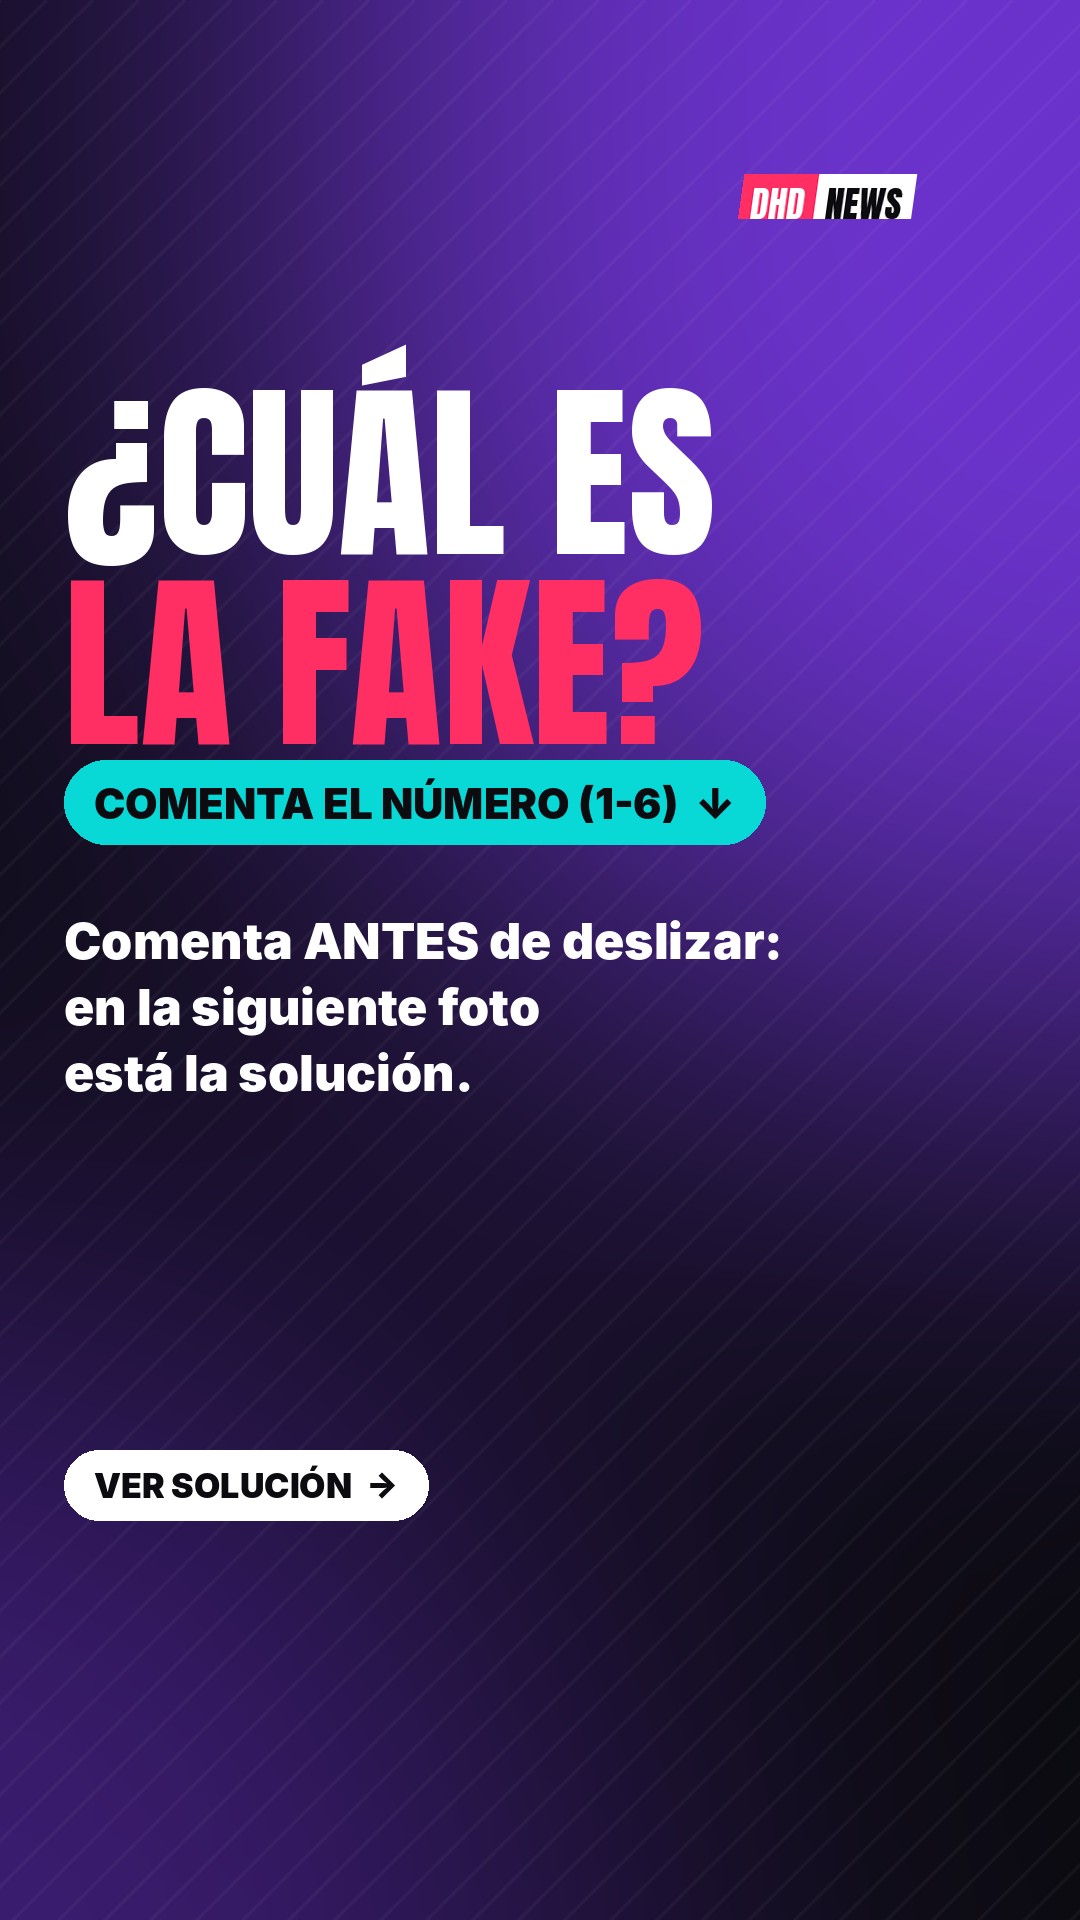 DHD NEWS
¿CUÁL ES
LA FAKE?
COMENTA EL NÚMERO (1-6) ↓
Comenta ANTES de deslizar:
en la siguiente foto
está la solución.
VER SOLUCIÓN →